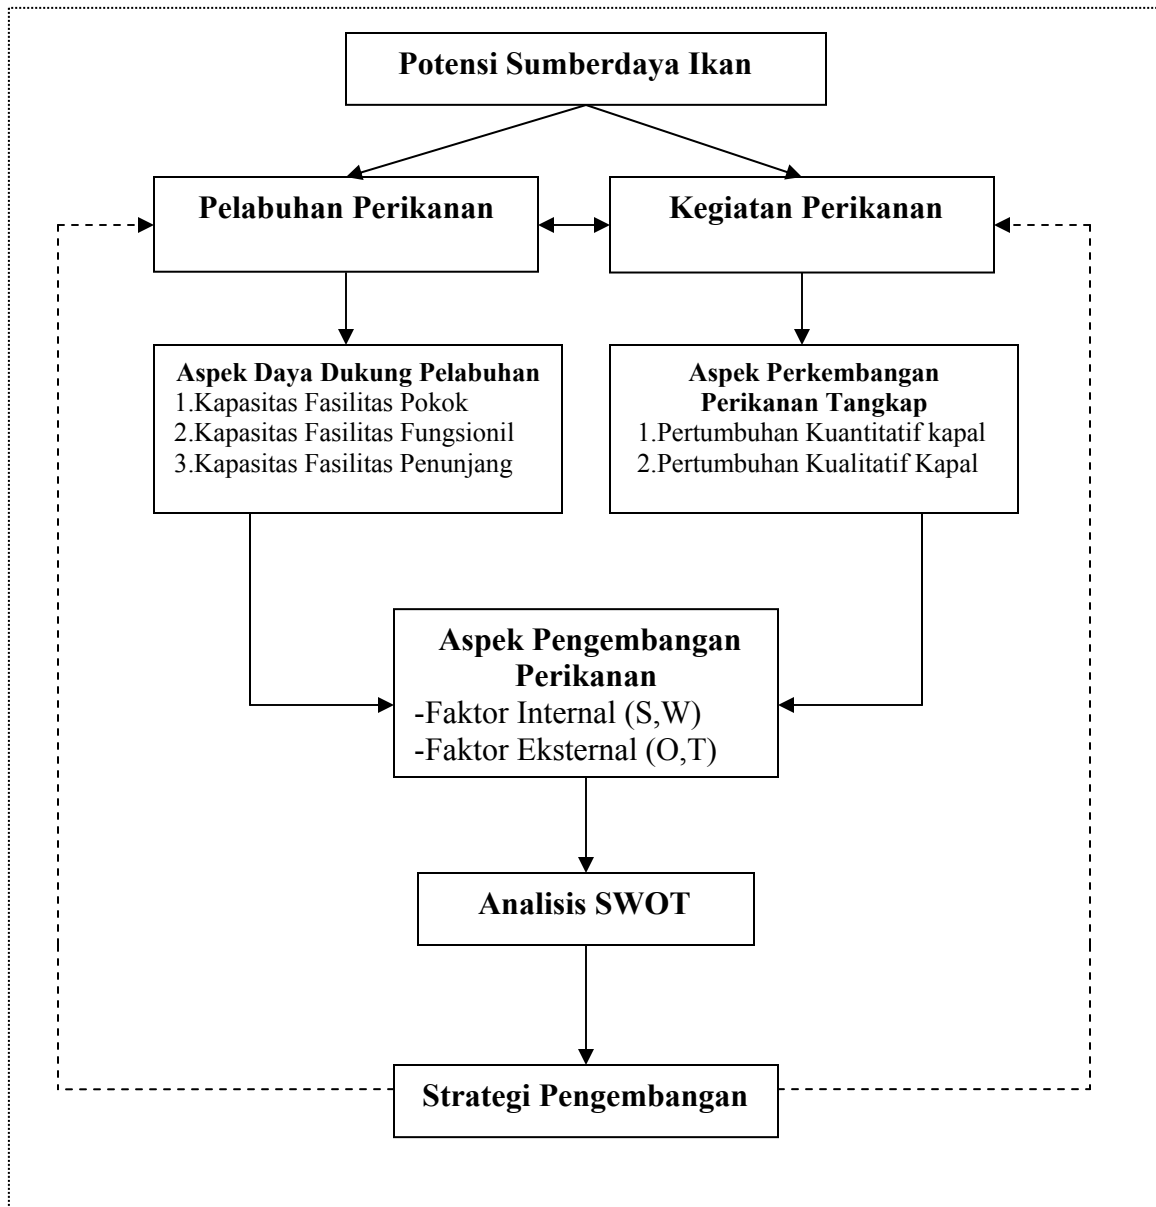 Potensi Sumberdaya Ikan
Pelabuhan Perikanan
Kegiatan Perikanan
Aspek Daya Dukung Pelabuhan
1.Kapasitas Fasilitas Pokok
2.Kapasitas Fasilitas Fungsionil
3.Kapasitas Fasilitas Penunjang
Aspek Perkembangan
Perikanan Tangkap
1.Pertumbuhan Kuantitatif kapal
2.Pertumbuhan Kualitatif Kapal
Aspek Pengembangan
Perikanan
-Faktor Internal (S,W)
-Faktor Eksternal (O,T)
Analisis SWOT
Strategi Pengembangan